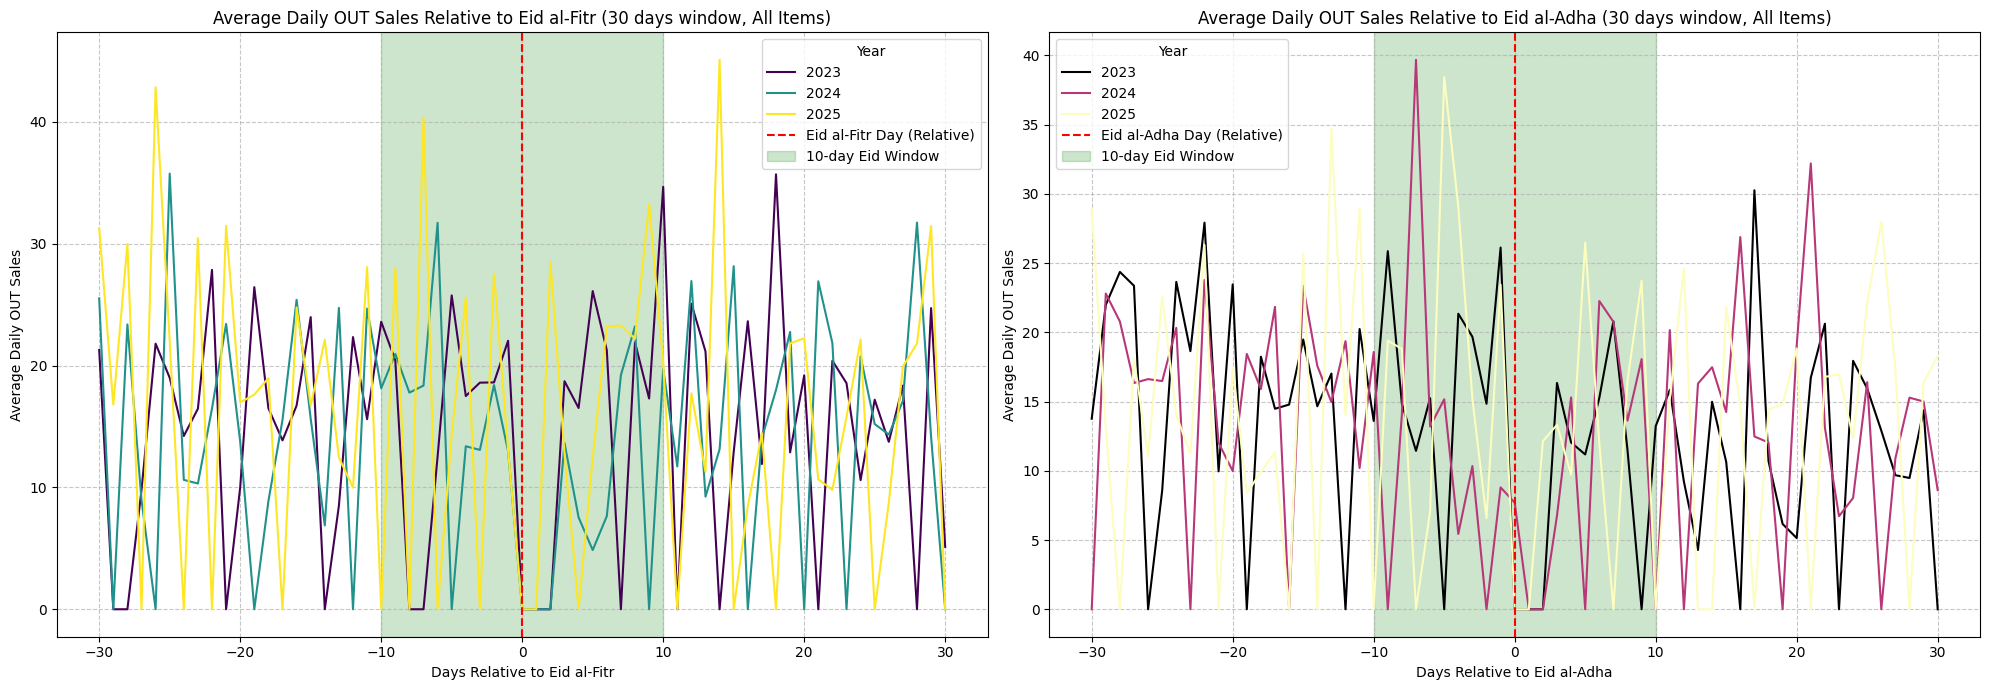 Average Daily OUT Sales Relative to Eid al-Fitr (30 days window, All Items)
Average Daily OUT Sales
40
30
20
10
0
Year
2023
2024
2025
Eid al-Fitr Day (Relative)
10-day Eid Window
−30
−20
−10
0
10
20
30
Days Relative to Eid al-Fitr
Average Daily OUT Sales Relative to Eid al-Adha (30 days window, All Items)
Average Daily OUT Sales
40
35
30
25
20
15
10
5
0
Year
2023
2024
2025
Eid al-Adha Day (Relative)
10-day Eid Window
−30
−20
−10
0
10
20
30
Days Relative to Eid al-Adha